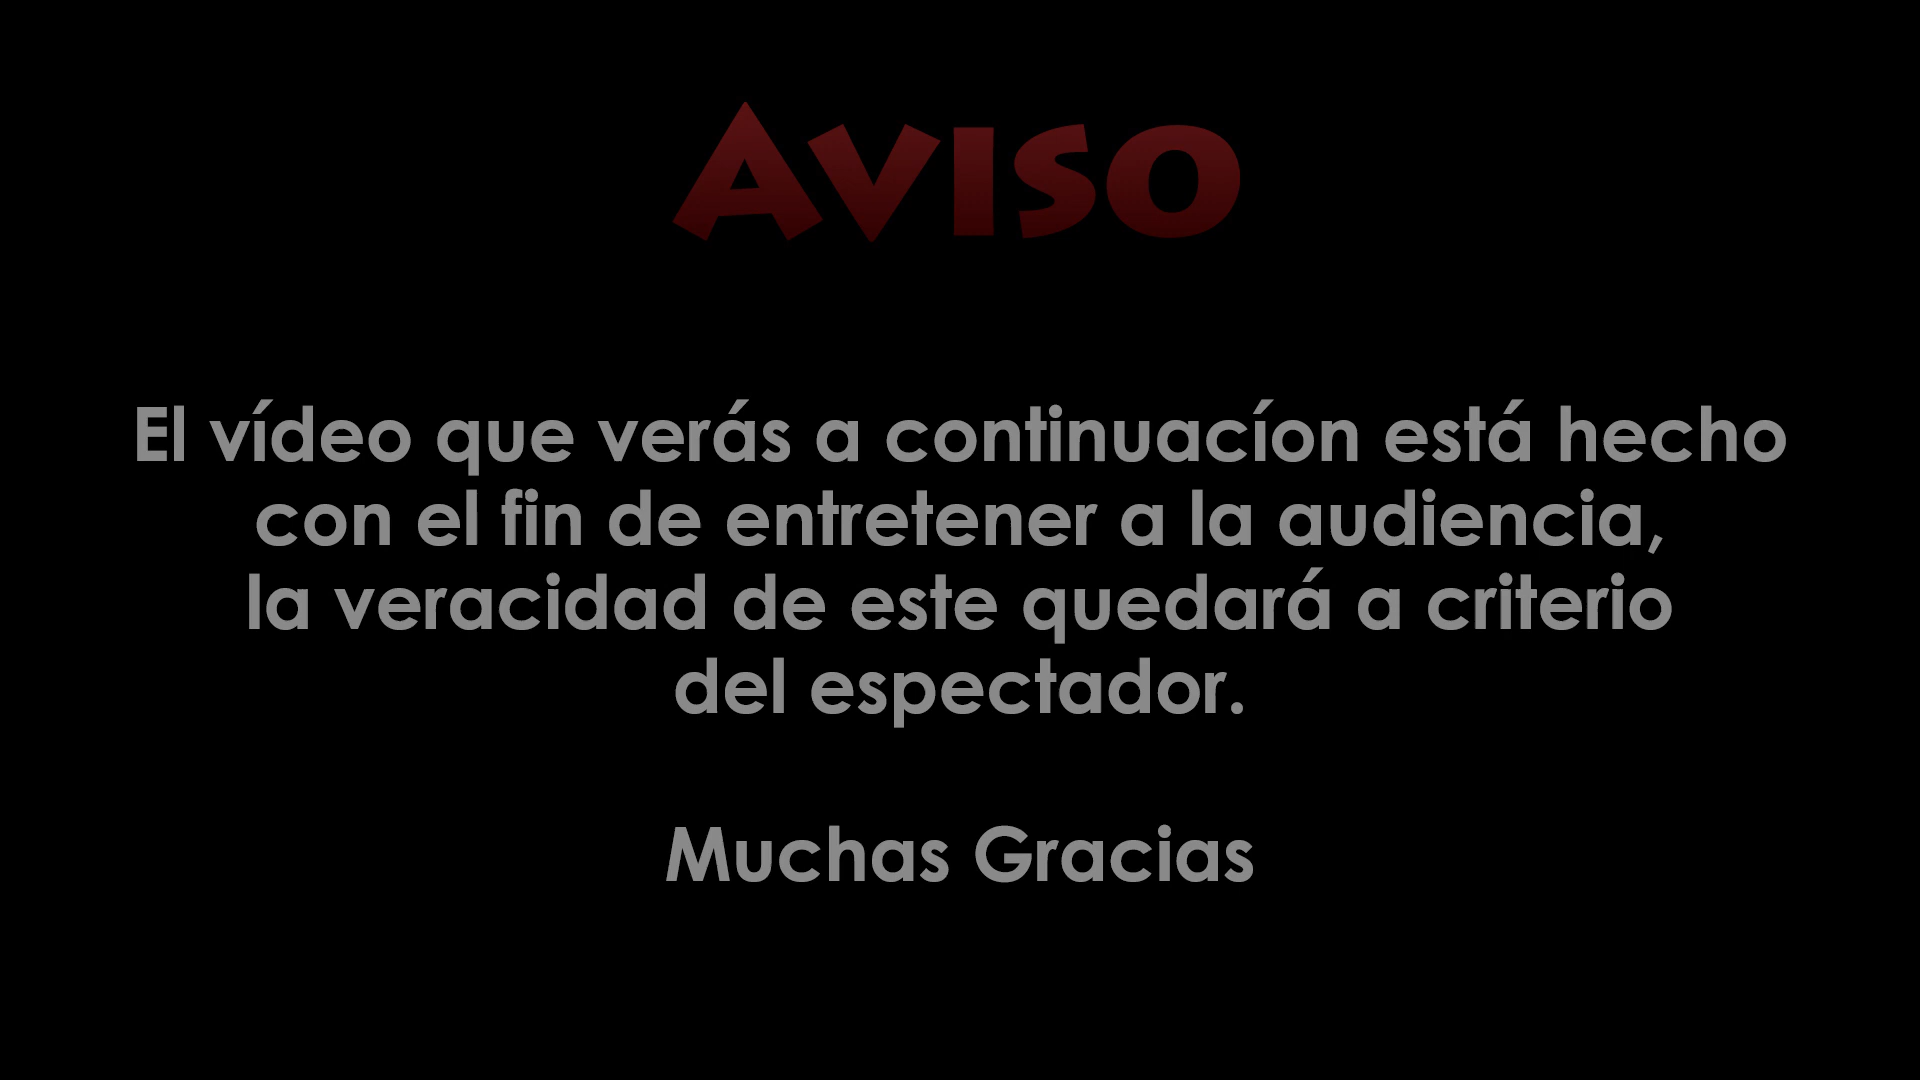 Aviso
El vídeo que verás a continuacíon está hecho
con el fin de entretener a la audiencia,
la veracidad de este quedará a criterio
del espectador.
Muchas Gracias